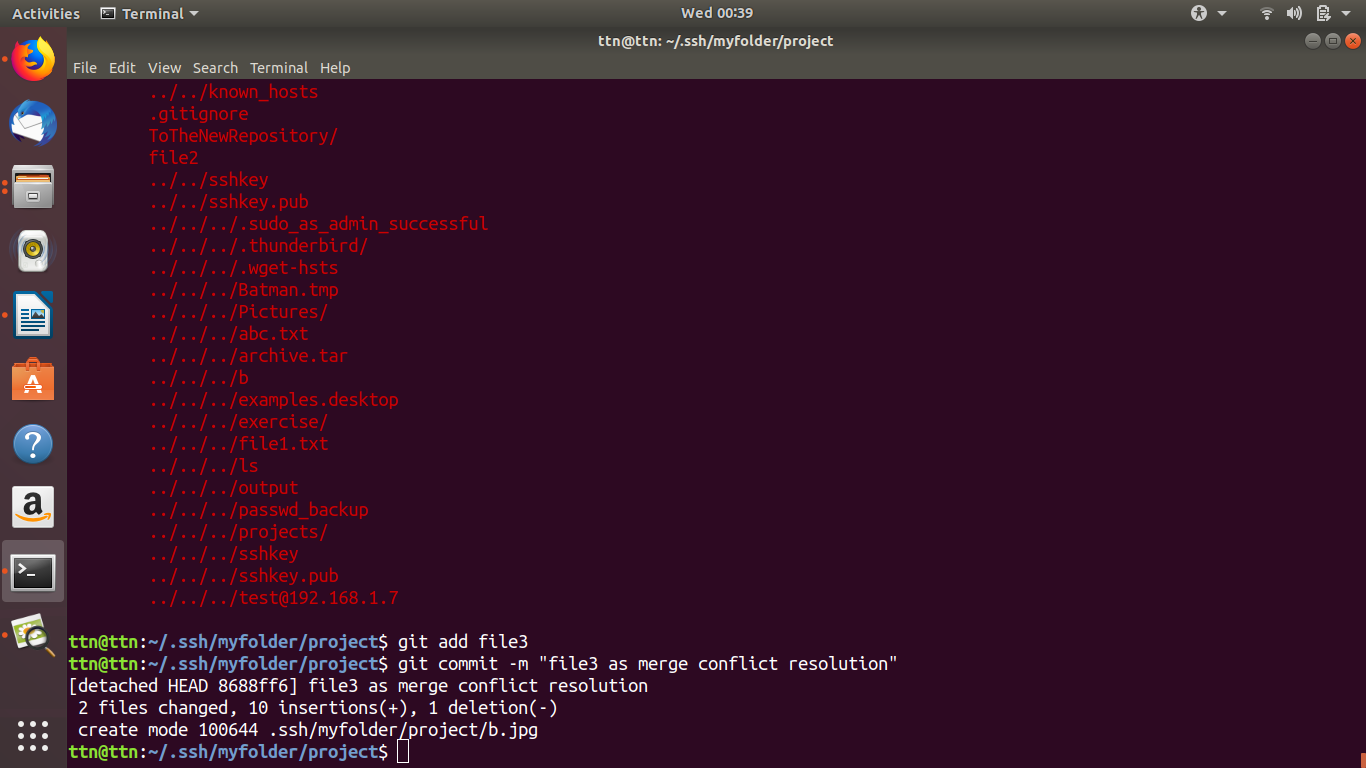 Activities Terminal Wed 00:39
ttn@ttn: ~/.ssh/myfolder/project
File Edit View Search Terminal Help
../../known_hosts
.gitignore
ToTheNewRepository/
file2
../../sshkey
../../sshkey.pub
../../../.sudo_as_admin_successful
../../../.thunderbird/
../../../.wget-hsts
../../../Batman.tmp
../../../Pictures/
../../../abc.txt
../../../archive.tar
../../../b
../../../examples.desktop
../../../exercise/
../../../file1.txt
../../../ls
../../../output
../../../passwd_backup
../../../projects/
../../../sshkey
../../../sshkey.pub
../../../test@192.168.1.7
ttn@ttn:~/.ssh/myfolder/project$ git add file3
ttn@ttn:~/.ssh/myfolder/project$ git commit -m "file3 as merge conflict resolution"
[detached HEAD 8688ff6] file3 as merge conflict resolution
2 files changed, 10 insertions(+), 1 deletion(-)
create mode 100644 .ssh/myfolder/project/b.jpg
ttn@ttn:~/.ssh/myfolder/project$